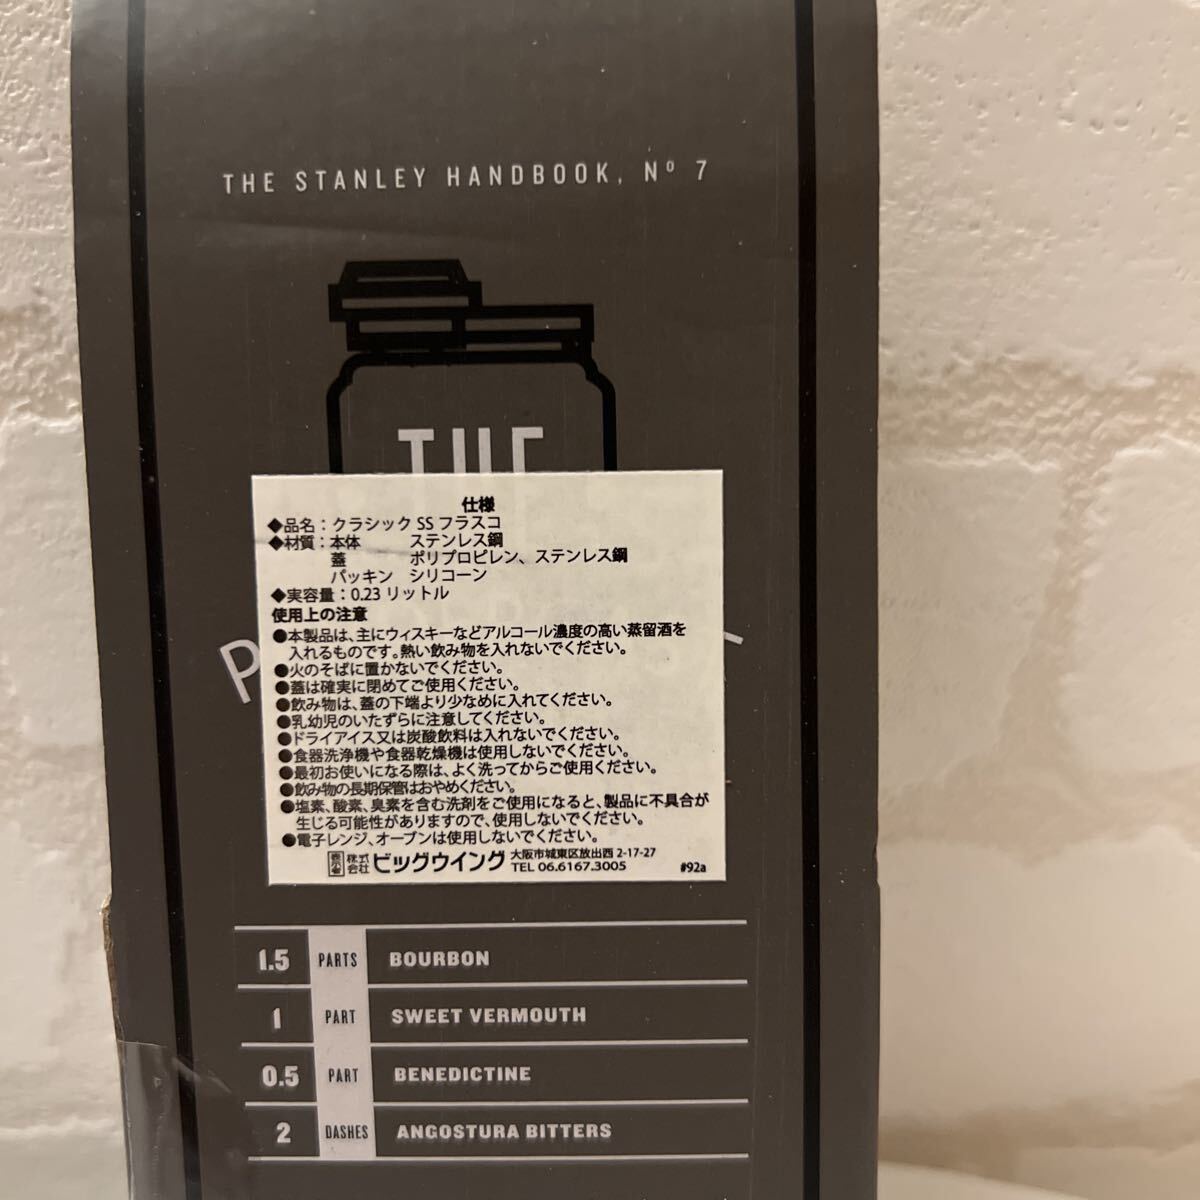 THE STANLEY HANDBOOK, Nº 7
THE
仕様
◆品名：クラシック SS フラスコ
◆材質：本体 ステンレス鋼
蓋 ポリプロピレン、ステンレス鋼
パッキン シリコーン
◆実容量：0.23 リットル
使用上の注意
●本製品は、主にウィスキーなどアルコール濃度の高い蒸留酒を
入れるものです。熱い飲み物を入れないでください。
●火のそばに置かないでください。
●蓋は確実に閉めてご使用ください。
●飲み物は、蓋の下端より少なめに入れてください。
●乳幼児のいたずらに注意してください。
●ドライアイス又は炭酸飲料は入れないでください。
●食器洗浄機や食器乾燥機は使用しないでください。
●最初お使いになる際は、よく洗ってからご使用ください。
●飲み物の長期保管はおやめください。
●塩素、酸素、臭素を含む洗剤をご使用になると、製品に不具合が
生じる可能性がありますので、使用しないでください。
●電子レンジ、オーブンは使用しないでください。
表示者 株式会社 ビッグウイング 大阪市城東区放出西 2-17-27
TEL 06.6167.3005 #92a
1.5 PARTS BOURBON
1 PART SWEET VERMOUTH
0.5 PART BENEDICTINE
2 DASHES ANGOSTURA BITTERS